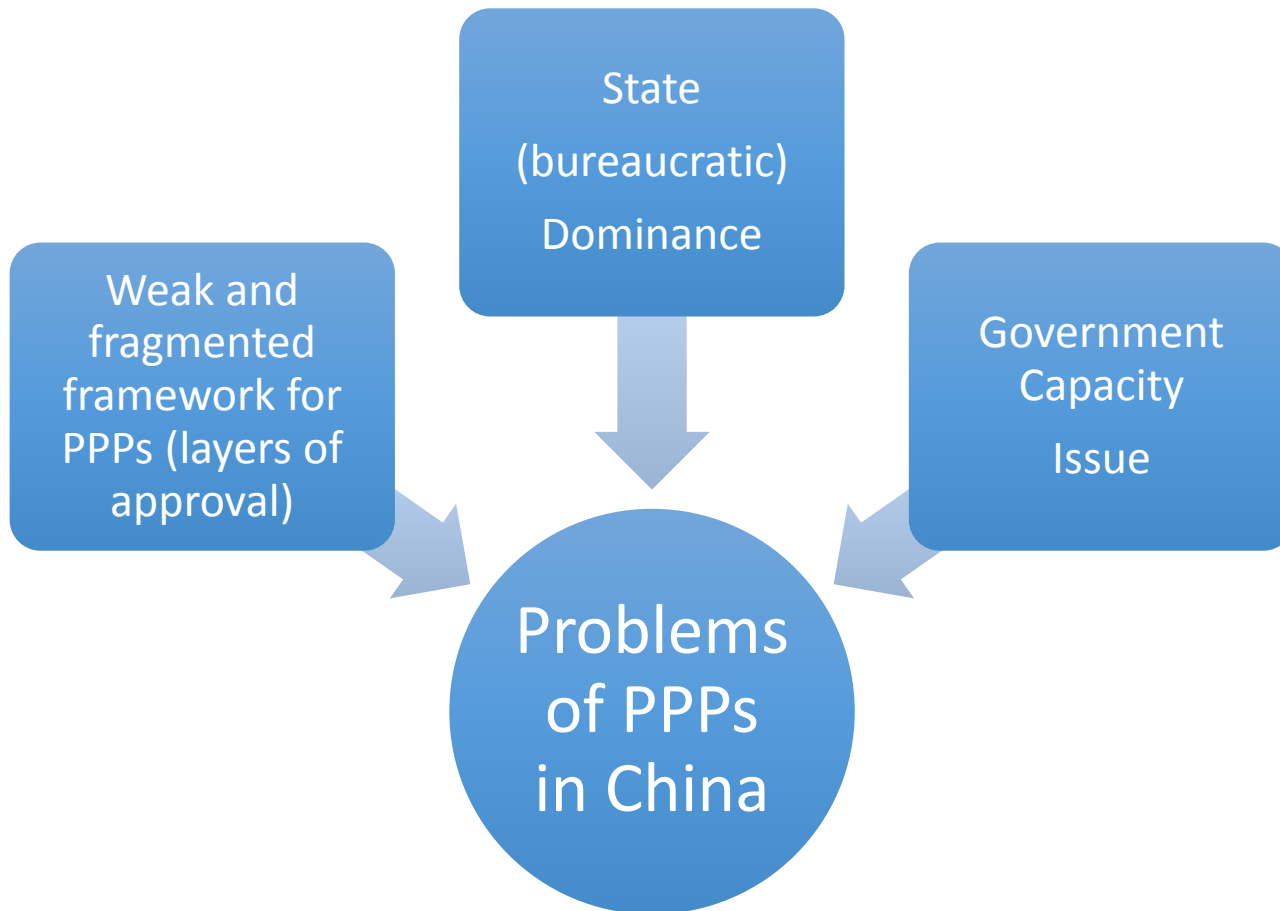 State
(bureaucratic)
Dominance
Weak and
fragmented
framework for
PPPs (layers of
approval)
Government
Capacity
Issue
Problems
of PPPs
in China